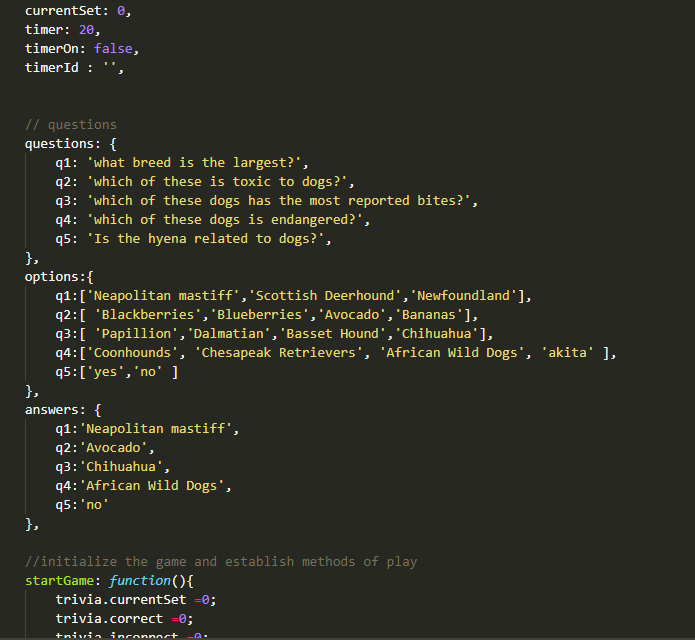 currentSet: 0,
timer: 20,
timerOn: false,
timerId : '',
// questions
questions: {
q1: 'what breed is the largest?',
q2: 'which of these is toxic to dogs?',
q3: 'which of these dogs has the most reported bites?',
q4: 'which of these dogs is endangered?',
q5: 'Is the hyena related to dogs?',
},
options:{
q1:['Neapolitan mastiff','Scottish Deerhound','Newfoundland'],
q2:[ 'Blackberries','Blueberries','Avocado','Bananas'],
q3:[ 'Papillion','Dalmatian','Basset Hound','Chihuahua'],
q4:['Coonhounds', 'Chesapeak Retrievers', 'African Wild Dogs', 'akita' ],
q5:['yes','no' ]
},
answers: {
q1:'Neapolitan mastiff',
q2:'Avocado',
q3:'Chihuahua',
q4:'African Wild Dogs',
q5:'no'
},
//initialize the game and establish methods of play
startGame: function(){
trivia.currentSet =0;
trivia.correct =0;
trivia.incorrect =0;